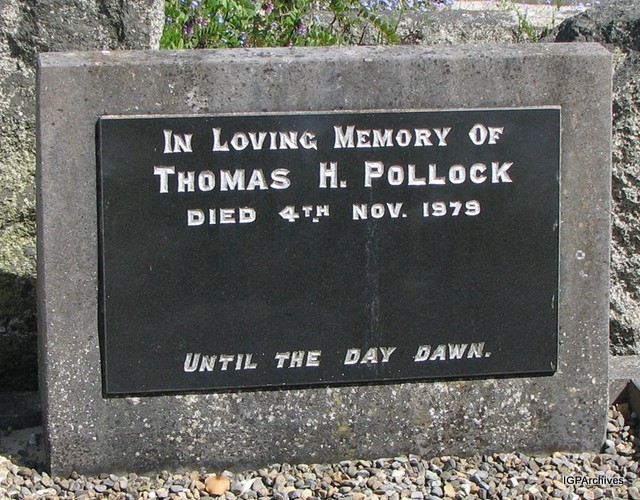 In Loving Memory Of
Thomas H. Pollock
Died 4th Nov. 1979
Until the Day Dawn.
IGPArchives